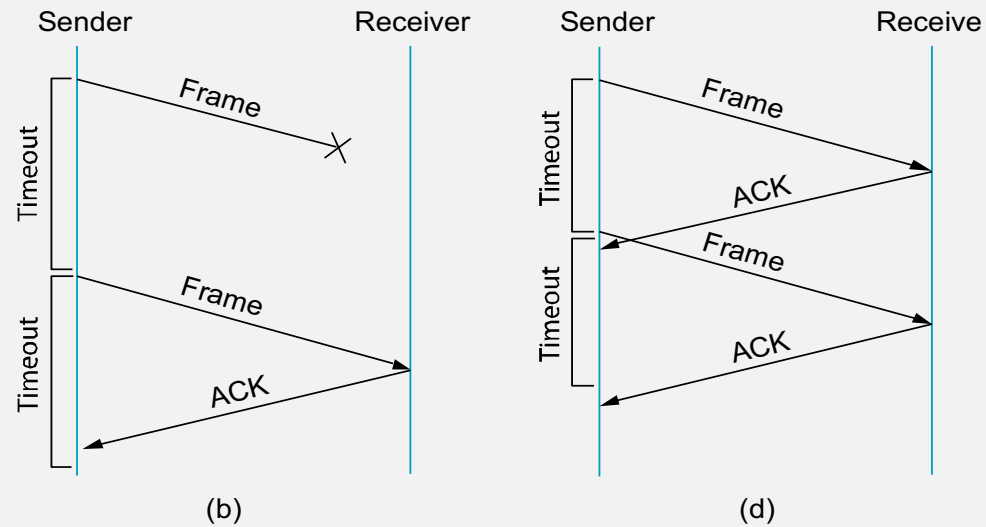 Sender
Receiver
Timeout
Frame
Timeout
Frame
ACK
(b)
Sender
Receive
Timeout
Frame
ACK
Timeout
Frame
ACK
(d)